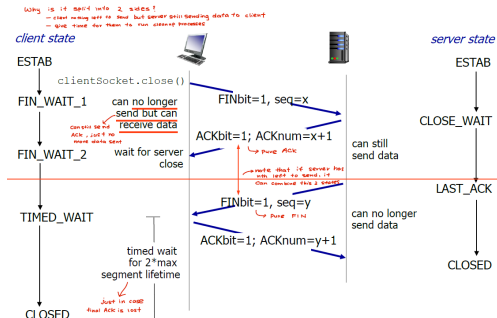 Why is it split into 2 sides?
- client nothing left to send but server still sending data to client
- Give time for them to run cleanup processes
client state
server state
ESTAB
ESTAB
clientSocket.close()
FIN_WAIT_1
can no longer
send but can
receive data
FINbit=1, seq=x
CLOSE_WAIT
can still send
Ack, just no
more data sent
ACKbit=1; ACKnum=x+1
pure Ack
can still
send data
FIN_WAIT_2
wait for server
close
note that if server has
nth left to send, it
can combine this 2 states
LAST_ACK
FINbit=1, seq=y
pure FIN
can no longer
send data
TIMED_WAIT
ACKbit=1; ACKnum=y+1
timed wait
for 2*max
segment lifetime
CLOSED
just in case
final Ack is lost
CLOSED